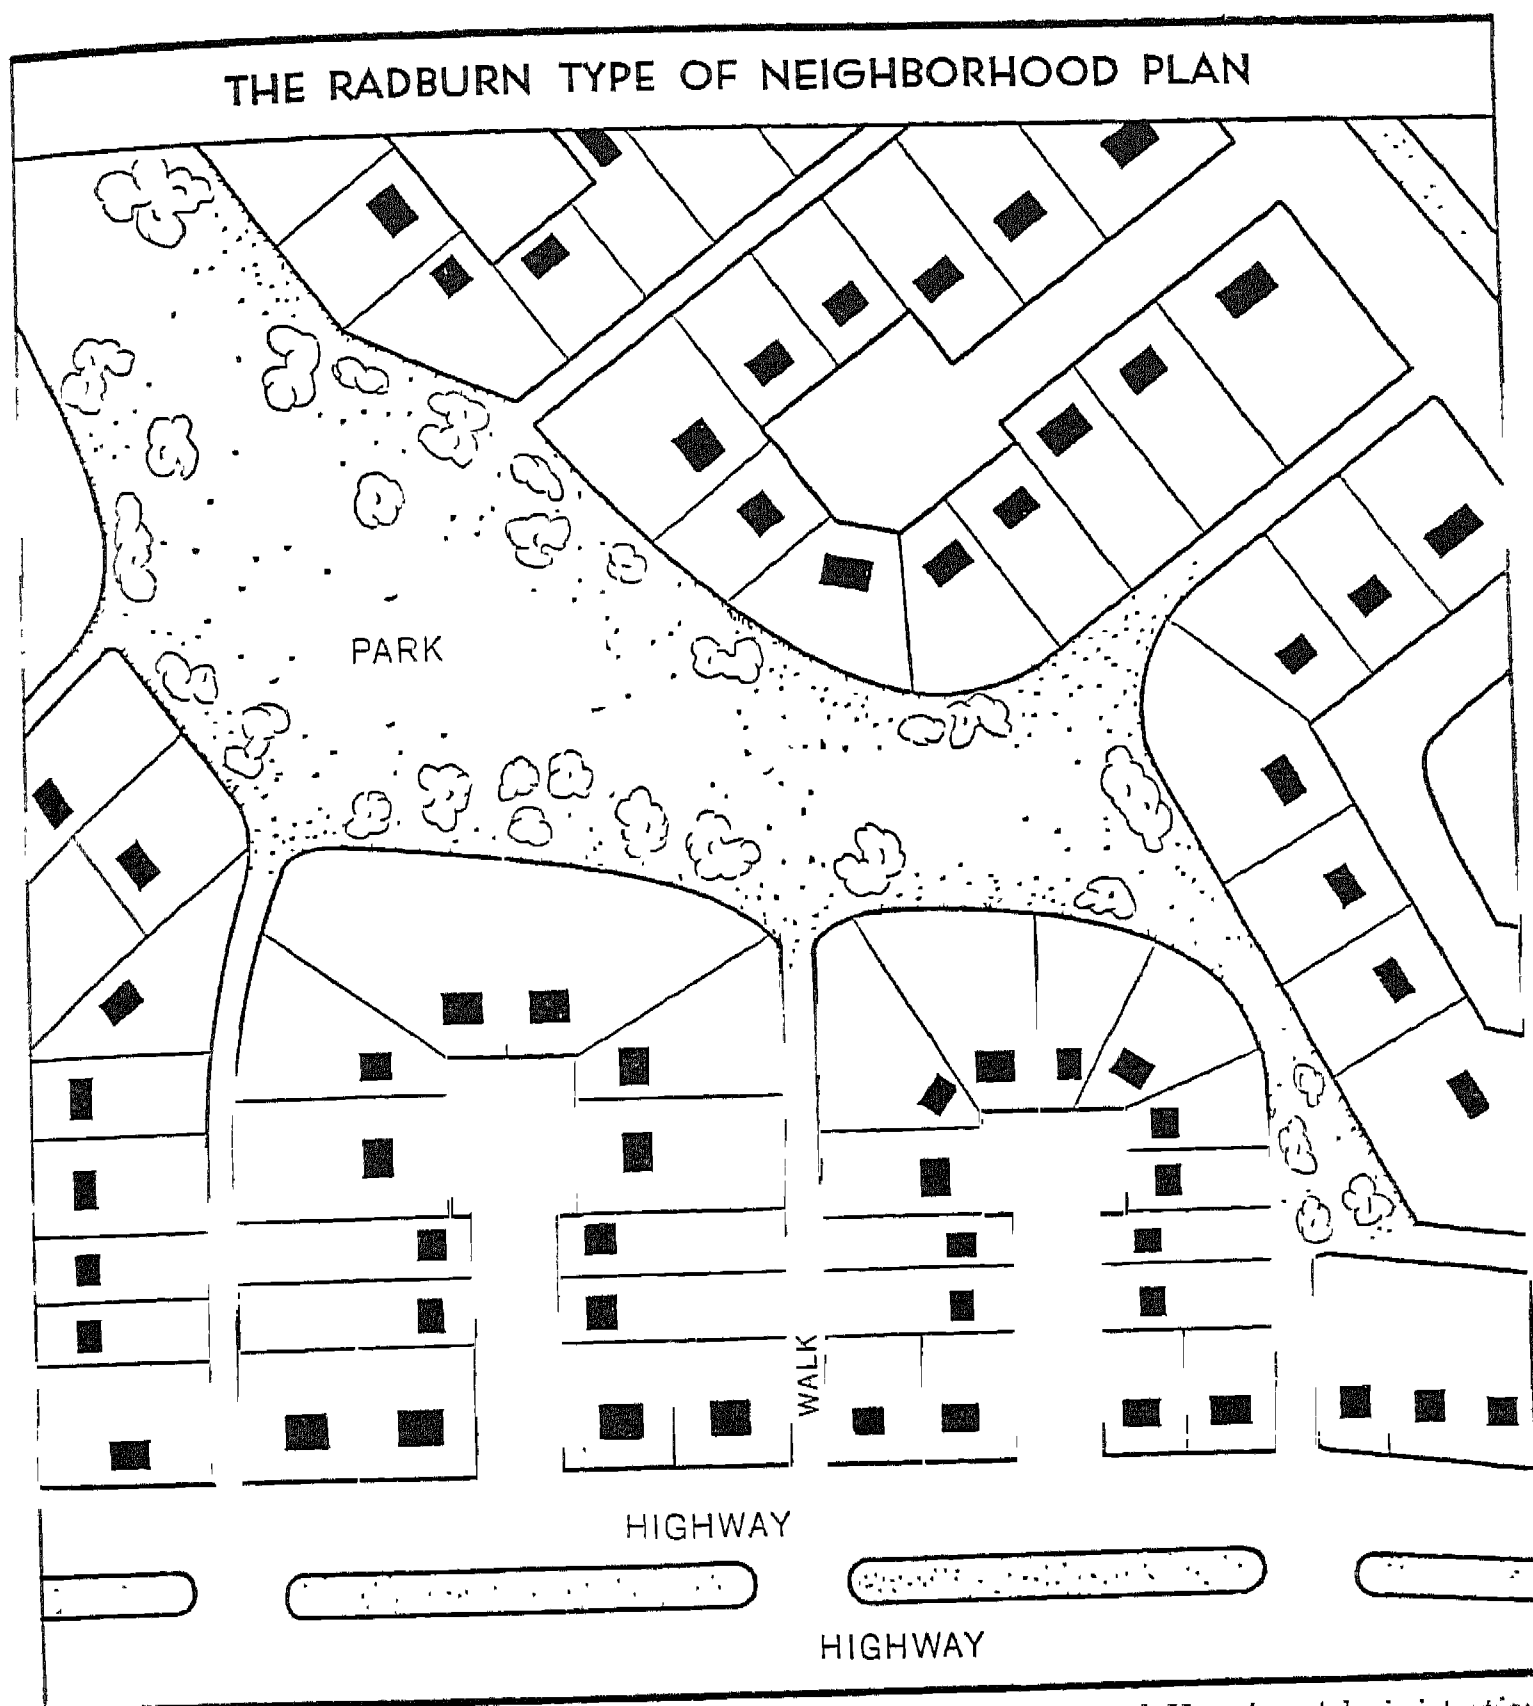 THE RADBURN TYPE OF NEIGHBORHOOD PLAN
PARK
WALK
HIGHWAY
HIGHWAY